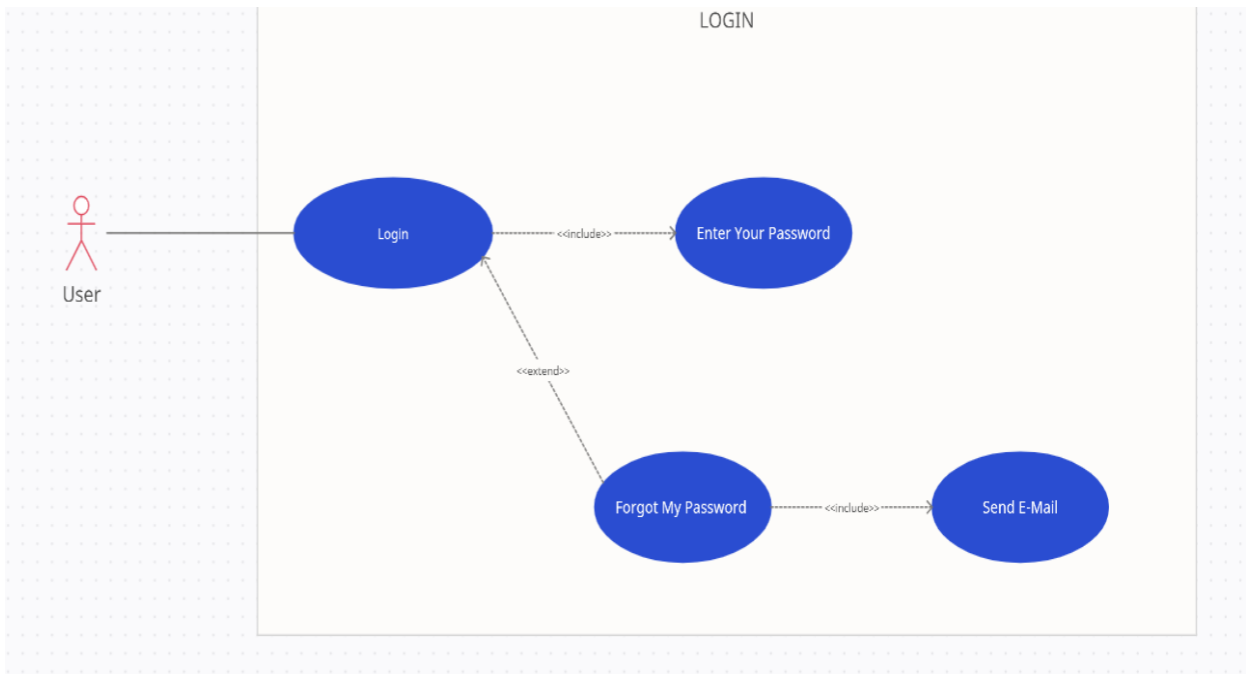 LOGIN
Login
<<include>>
Enter Your Password
User
<<extend>>
Forgot My Password
<<include>>
Send E-Mail